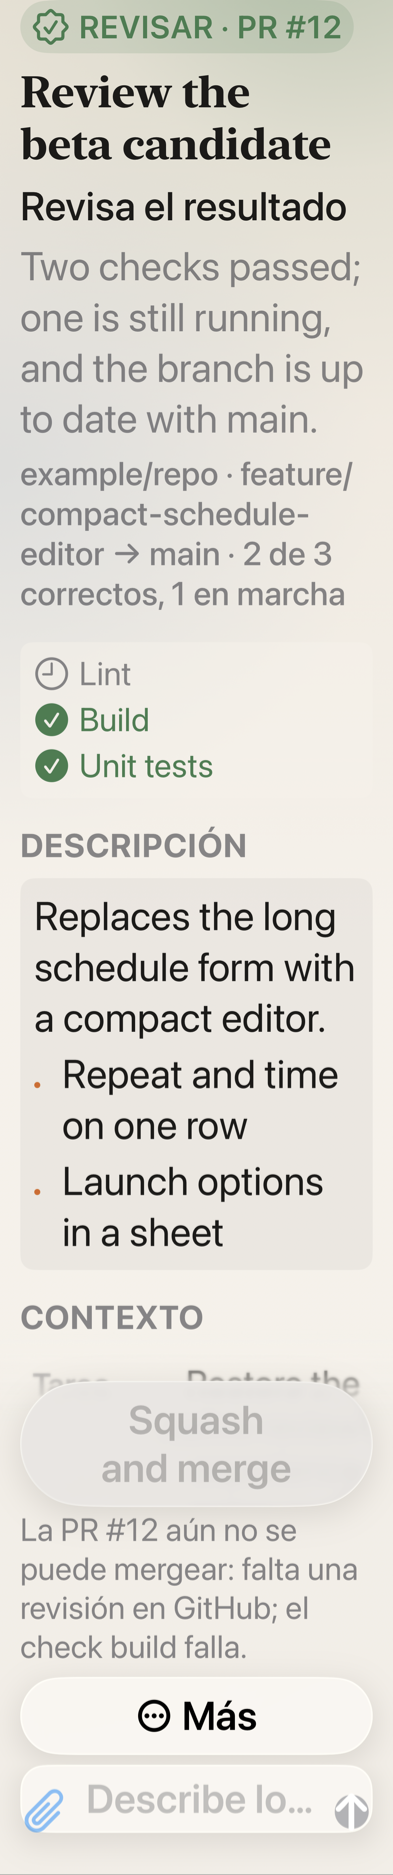 REVISAR · PR #12
Review the
beta candidate
Revisa el resultado
Two checks passed;
one is still running,
and the branch is up
to date with main.
example/repo · feature/
compact-schedule-
editor → main · 2 de 3
correctos, 1 en marcha
Lint
Build
Unit tests
DESCRIPCIÓN
Replaces the long
schedule form with
a compact editor.
• Repeat and time
on one row
• Launch options
in a sheet
CONTEXTO
Restore the
Squash
and merge
La PR #12 aún no se
puede mergear: falta una
revisión en GitHub; el
check build falla.
Más
Describe lo…